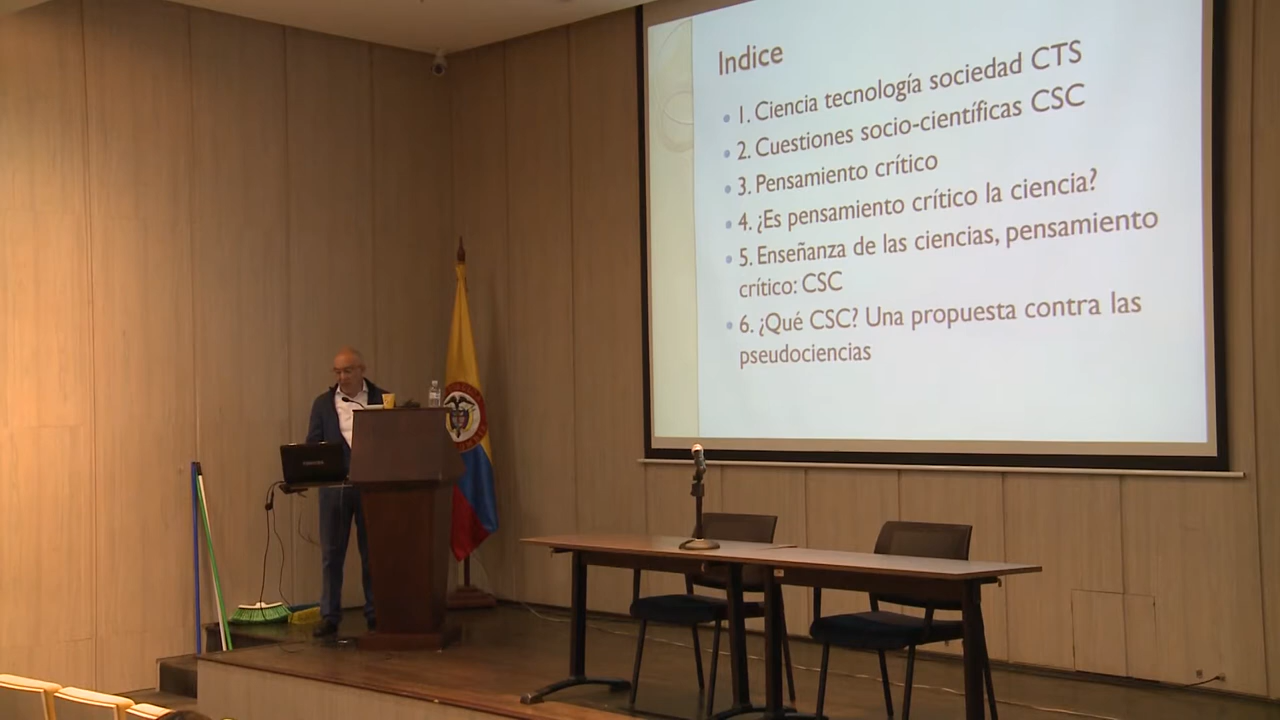 Indice
1. Ciencia tecnología sociedad CTS
2. Cuestiones socio-científicas CSC
3. Pensamiento crítico
4. ¿Es pensamiento crítico la ciencia?
5. Enseñanza de las ciencias, pensamiento
crítico: CSC
6. ¿Qué CSC? Una propuesta contra las
pseudociencias